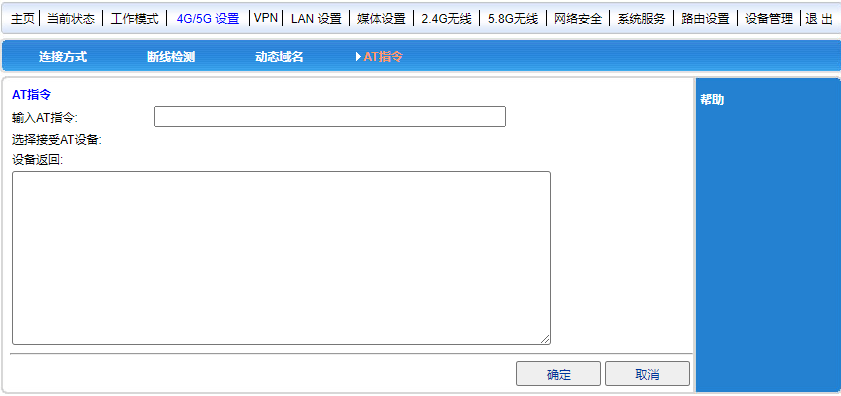 主页 当前状态 工作模式 4G/5G 设置 VPN LAN 设置 媒体设置 2.4G无线 5.8G无线 网络安全 系统服务 路由设置 设备管理 退 出
连接方式 断线检测 动态域名 AT指令
AT指令
帮助
输入AT指令:
选择接受AT设备:
设备返回:
确定 取消